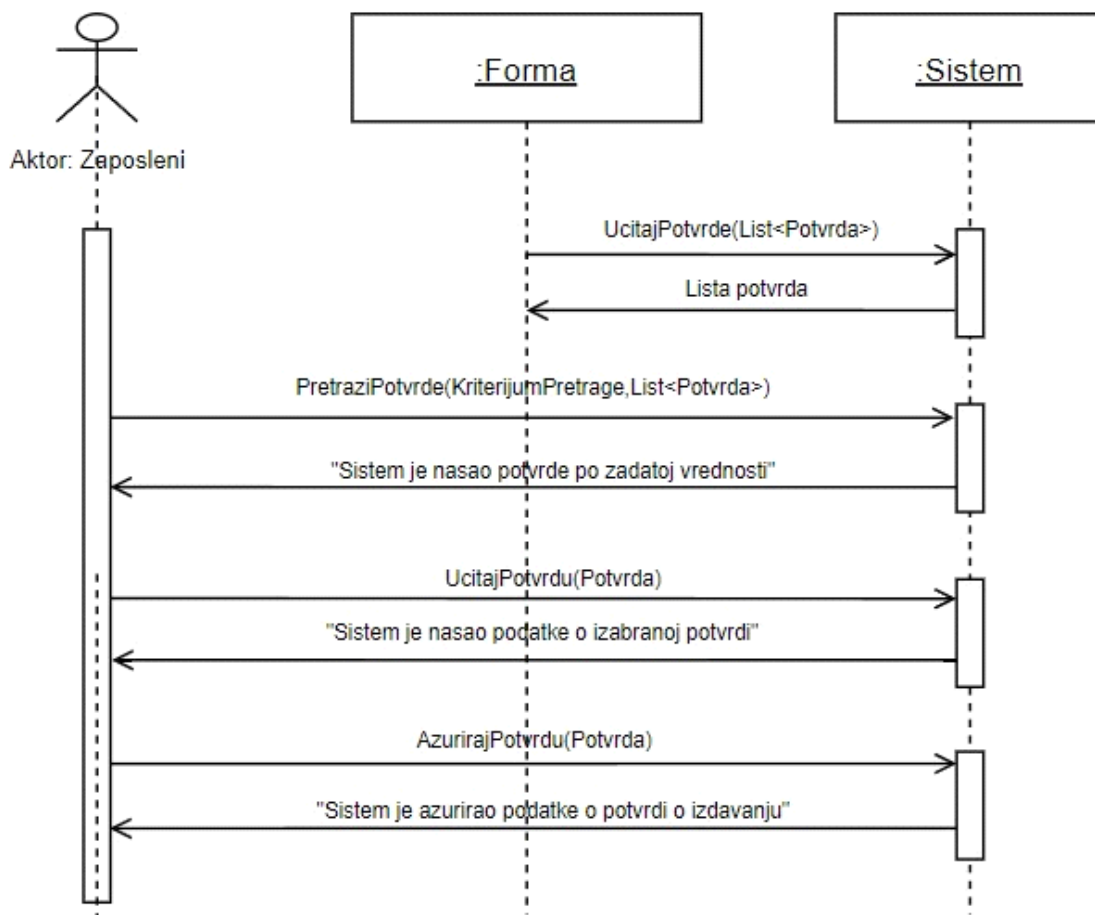 :Forma
:Sistem
Aktor: Zaposleni
UcitajPotvrde(List<Potvrda>)
Lista potvrda
PretraziPotvrde(KriterijumPretrage,List<Potvrda>)
"Sistem je nasao potvrde po zadatoj vrednosti"
UcitajPotvrdu(Potvrda)
"Sistem je nasao podatke o izabranoj potvrdi"
AzurirajPotvrdu(Potvrda)
"Sistem je azurirao podatke o potvrdi o izdavanju"